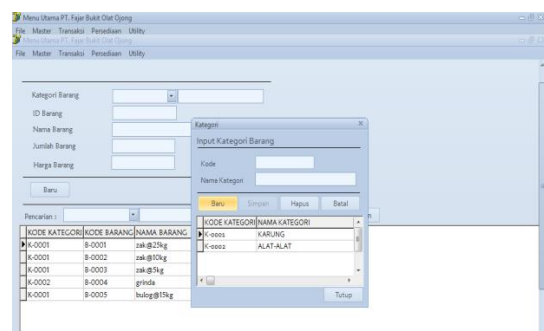 Menu Utama PT. Fajar Bukit Olat Ojong
File Master Transaksi Persediaan Utility
Menu Utama PT. Fajar Bukit Olat Ojong
File Master Transaksi Persediaan Utility
Kategori Barang
ID Barang
Nama Barang
Jumlah Barang
Harga Barang
Baru
Pencarian :
KODE KATEGORI KODE BARANG NAMA BARANG
K-0001 B-0001 zak@25kg
K-0001 B-0002 zak@10kg
K-0001 B-0003 zak@5kg
K-0002 B-0004 grinda
K-0001 B-0005 bulog@15kg
Kategori
Input Kategori Barang
Kode
Nama Kategori
Baru Simpan Hapus Batal
KODE KATEGORI NAMA KATEGORI
K-0001 KARUNG
K-0002 ALAT-ALAT
Tutup